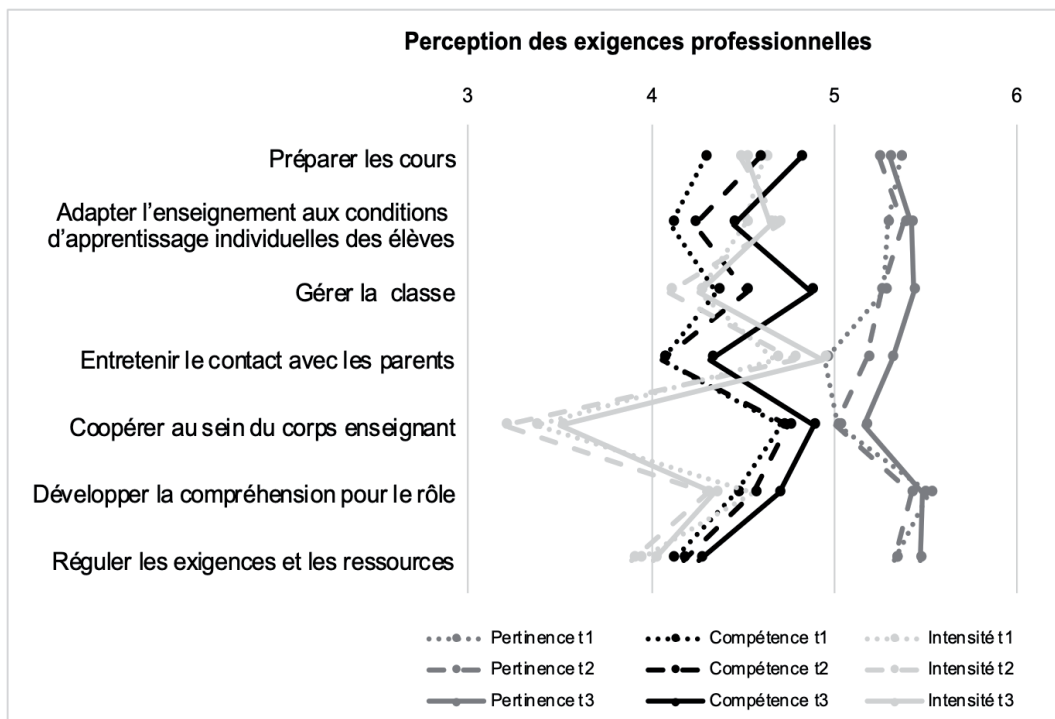 Perception des exigences professionnelles
3 4 5 6
Préparer les cours
Adapter l'enseignement aux conditions
d'apprentissage individuelles des élèves
Gérer la classe
Entretenir le contact avec les parents
Coopérer au sein du corps enseignant
Développer la compréhension pour le rôle
Réguler les exigences et les ressources
Pertinence t1 Compétence t1 Intensité t1
Pertinence t2 Compétence t2 Intensité t2
Pertinence t3 Compétence t3 Intensité t3